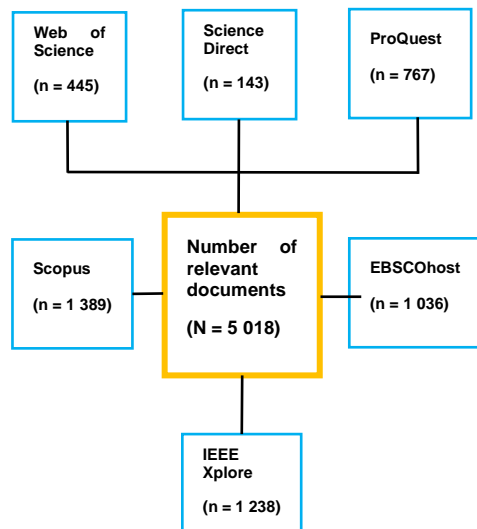 Web of
Science
(n = 445)
Science
Direct
(n = 143)
ProQuest
(n = 767)
Scopus
(n = 1 389)
Number of
relevant
documents
(N = 5 018)
EBSCOhost
(n = 1 036)
IEEE
Xplore
(n = 1 238)